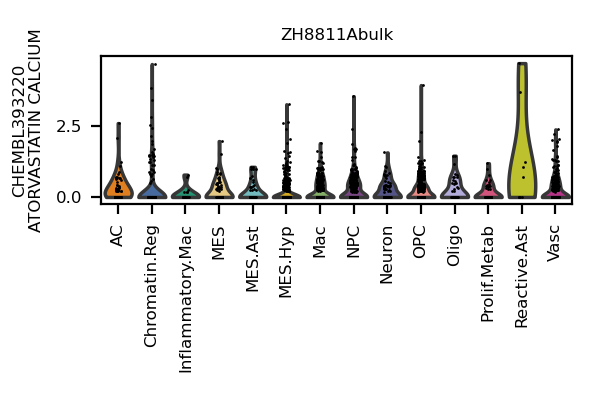 ZH8811Abulk
CHEMBL393220
ATORVASTATIN CALCIUM
2.5
0.0
AC
Chromatin.Reg
Inflammatory.Mac
MES
MES.Ast
MES.Hyp
Mac
NPC
Neuron
OPC
Oligo
Prolif.Metab
Reactive.Ast
Vasc